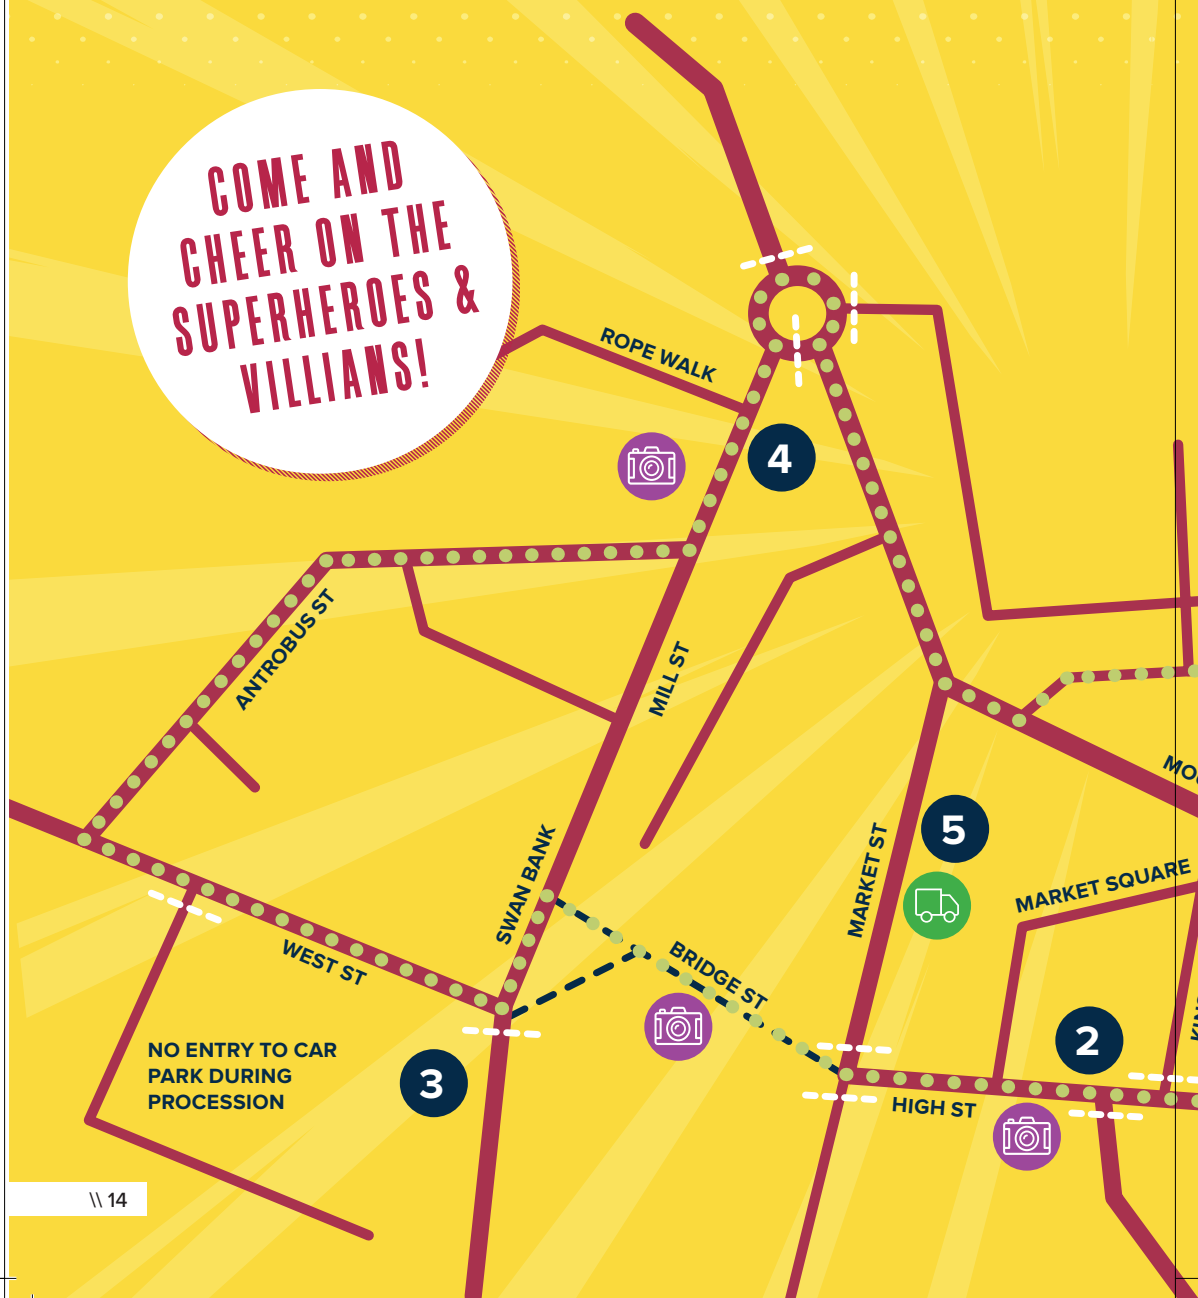 COME AND
CHEER ON THE
SUPERHEROES &
VILLIANS!
ROPE WALK
4
ANTROBUS ST
MILL ST
5
SWAN BANK
MARKET ST
MARKET SQUARE
WEST ST
BRIDGE ST
NO ENTRY TO CAR
PARK DURING
PROCESSION
3
2
HIGH ST
\\ 14